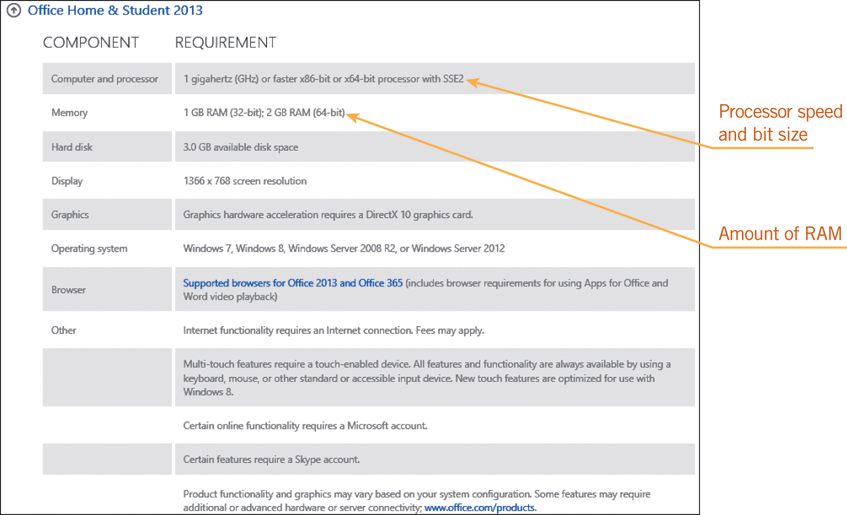 Office Home & Student 2013
COMPONENT REQUIREMENT
Computer and processor 1 gigahertz (GHz) or faster x86-bit or x64-bit processor with SSE2
Processor speed
and bit size
Memory 1 GB RAM (32-bit); 2 GB RAM (64-bit)
Hard disk 3.0 GB available disk space
Display 1366 x 768 screen resolution
Graphics Graphics hardware acceleration requires a DirectX 10 graphics card.
Amount of RAM
Operating system Windows 7, Windows 8, Windows Server 2008 R2, or Windows Server 2012
Browser Supported browsers for Office 2013 and Office 365 (includes browser requirements for using Apps for Office and
Word video playback)
Other Internet functionality requires an Internet connection. Fees may apply.
Multi-touch features require a touch-enabled device. All features and functionality are always available by using a
keyboard, mouse, or other standard or accessible input device. New touch features are optimized for use with
Windows 8.
Certain online functionality requires a Microsoft account.
Certain features require a Skype account.
Product functionality and graphics may vary based on your system configuration. Some features may require
additional or advanced hardware or server connectivity; www.office.com/products.